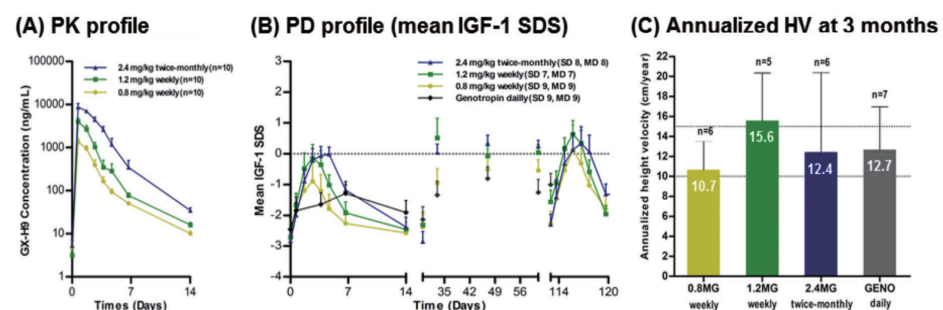 (A) PK profile
GX-H9 Concentration (ng/mL)
100000
10000
1000
100
10
1
2.4 mg/kg twice-monthly (n=10)
1.2 mg/kg weekly (n=10)
0.8 mg/kg weekly (n=10)
0
7
14
Times (Days)
(B) PD profile (mean IGF-1 SDS)
Mean IGF-1 SDS
3
2
1
0
-1
-2
-3
-4
2.4 mg/kg twice-monthly (SD 8, MD 8)
1.2 mg/kg weekly (SD 7, MD 7)
0.8 mg/kg weekly (SD 9, MD 9)
Genotropin daily (SD 9, MD 9)
0 7 14 35 42 49 56 114 120
Time (Days)
(C) Annualized HV at 3 months
Annualized height velocity (cm/year)
22
20
18
16
14
12
10
8
6
4
2
0
n=6
n=5
n=6
n=7
10.7
15.6
12.4
12.7
0.8MG 1.2MG 2.4MG GENO
weekly weekly twice-monthly daily